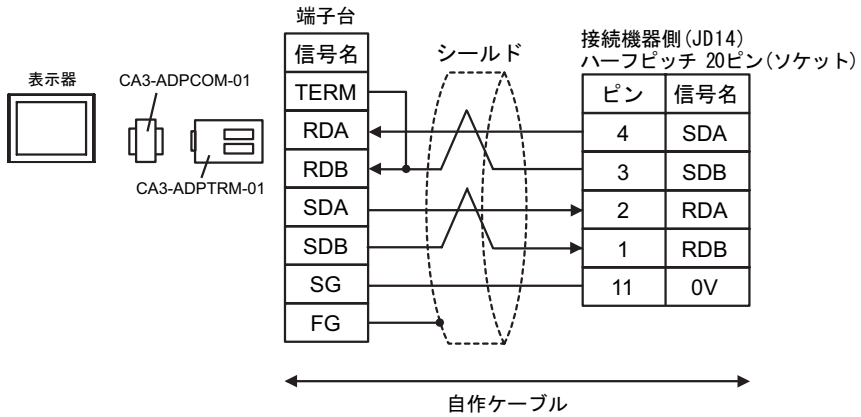 端子台
接続機器側(JD14)
ハーフピッチ 20ピン(ソケット)
表示器
CA3-ADPCOM-01
CA3-ADPTRM-01
シールド
信号名
TERM
RDA
RDB
SDA
SDB
SG
FG
ピン 信号名
4 SDA
3 SDB
2 RDA
1 RDB
11 0V
自作ケーブル